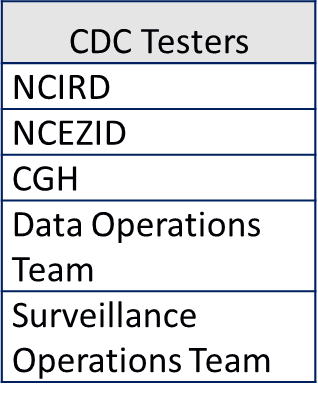 CDC Testers
NCIRD
NCEZID
CGH
Data Operations
Team
Surveillance
Operations Team